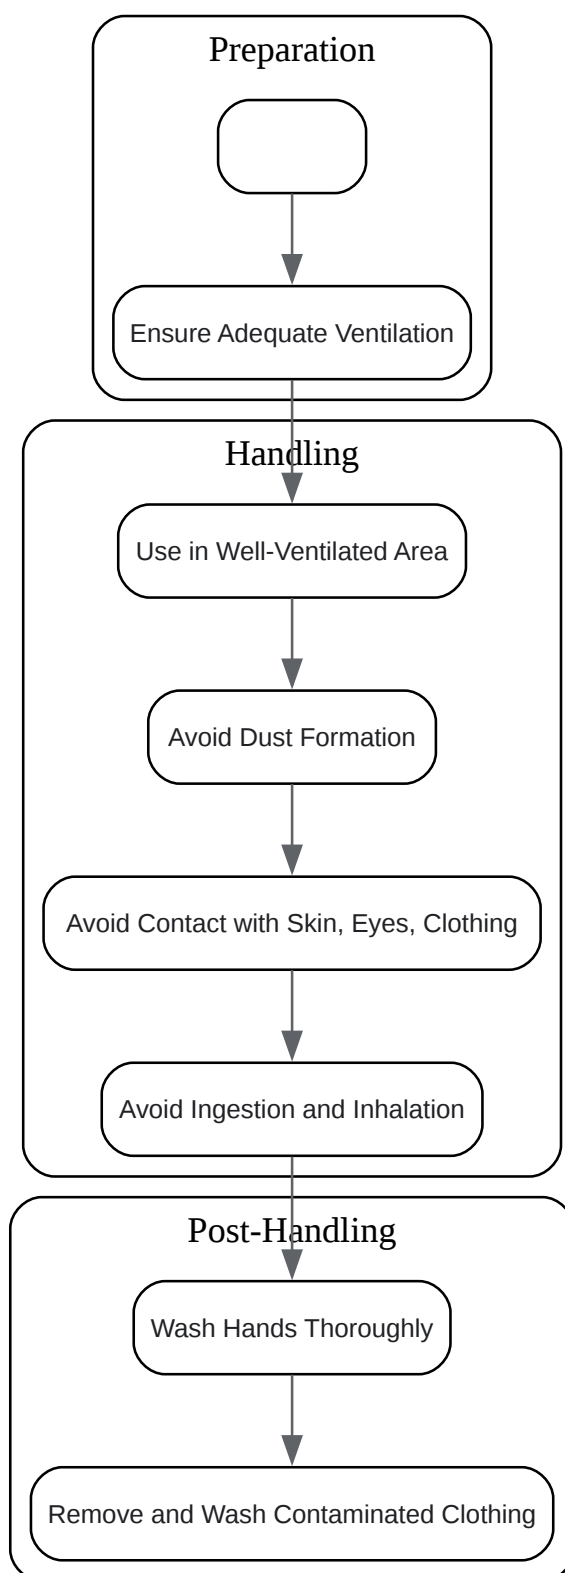 Preparation
Ensure Adequate Ventilation
Handling
Use in Well-Ventilated Area
Avoid Dust Formation
Avoid Contact with Skin, Eyes, Clothing
Avoid Ingestion and Inhalation
Post-Handling
Wash Hands Thoroughly
Remove and Wash Contaminated Clothing